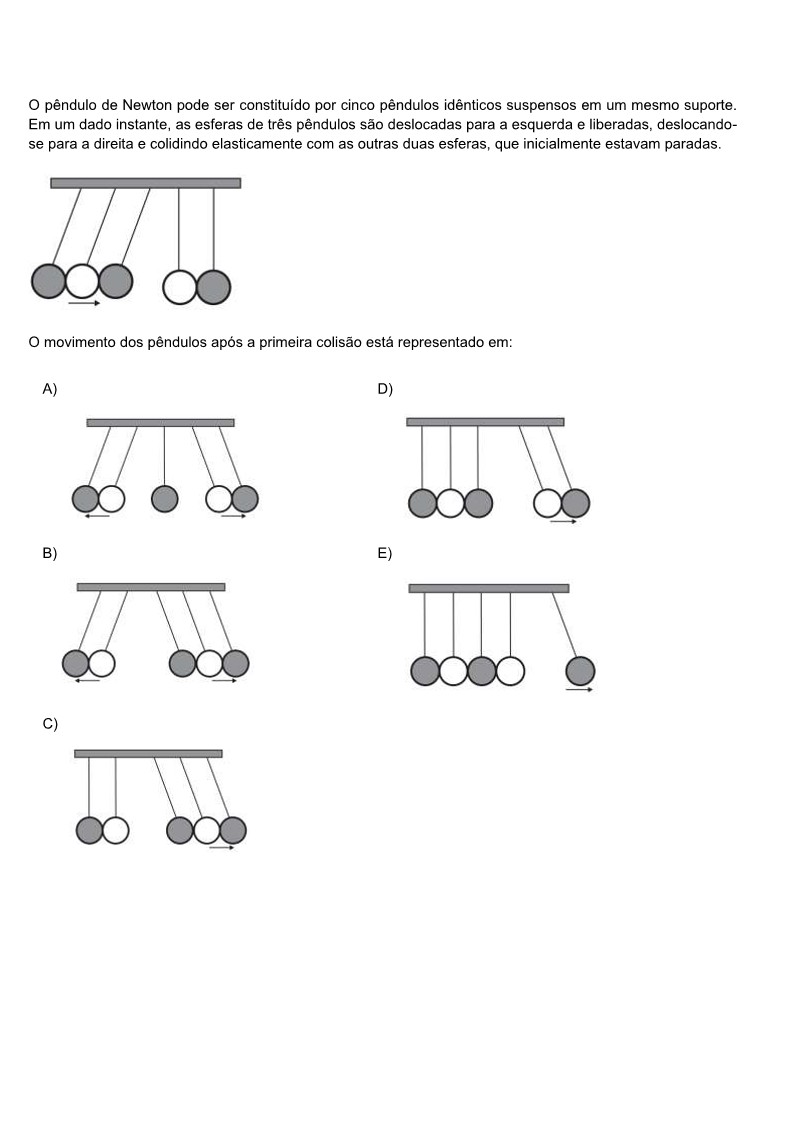 O pêndulo de Newton pode ser constituído por cinco pêndulos idênticos suspensos em um mesmo suporte.
Em um dado instante, as esferas de três pêndulos são deslocadas para a esquerda e liberadas, deslocando-
se para a direita e colidindo elasticamente com as outras duas esferas, que inicialmente estavam paradas.
O movimento dos pêndulos após a primeira colisão está representado em:
A)
B)
C)
D)
E)